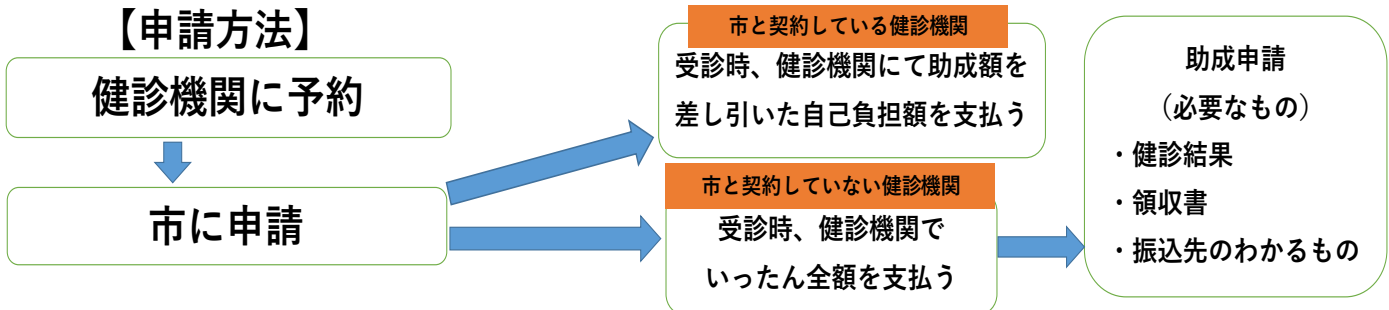 【申請方法】
健診機関に予約
市に申請
市と契約している健診機関
受診時、健診機関にて助成額を
差し引いた自己負担額を支払う
市と契約していない健診機関
受診時、健診機関で
いったん全額を支払う
助成申請
（必要なもの）
・健診結果
・領収書
・振込先のわかるもの